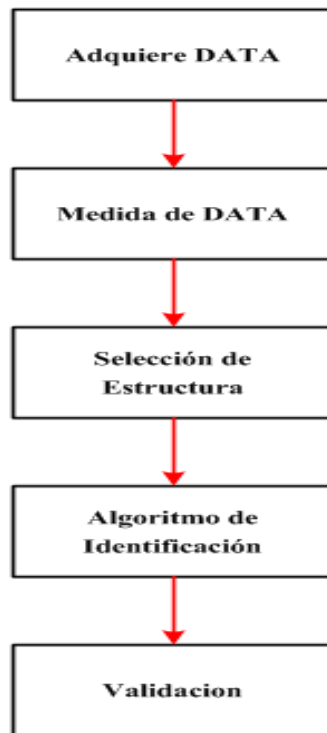 Adquiere DATA
Medida de DATA
Selección de
Estructura
Algoritmo de
Identificación
Validacion